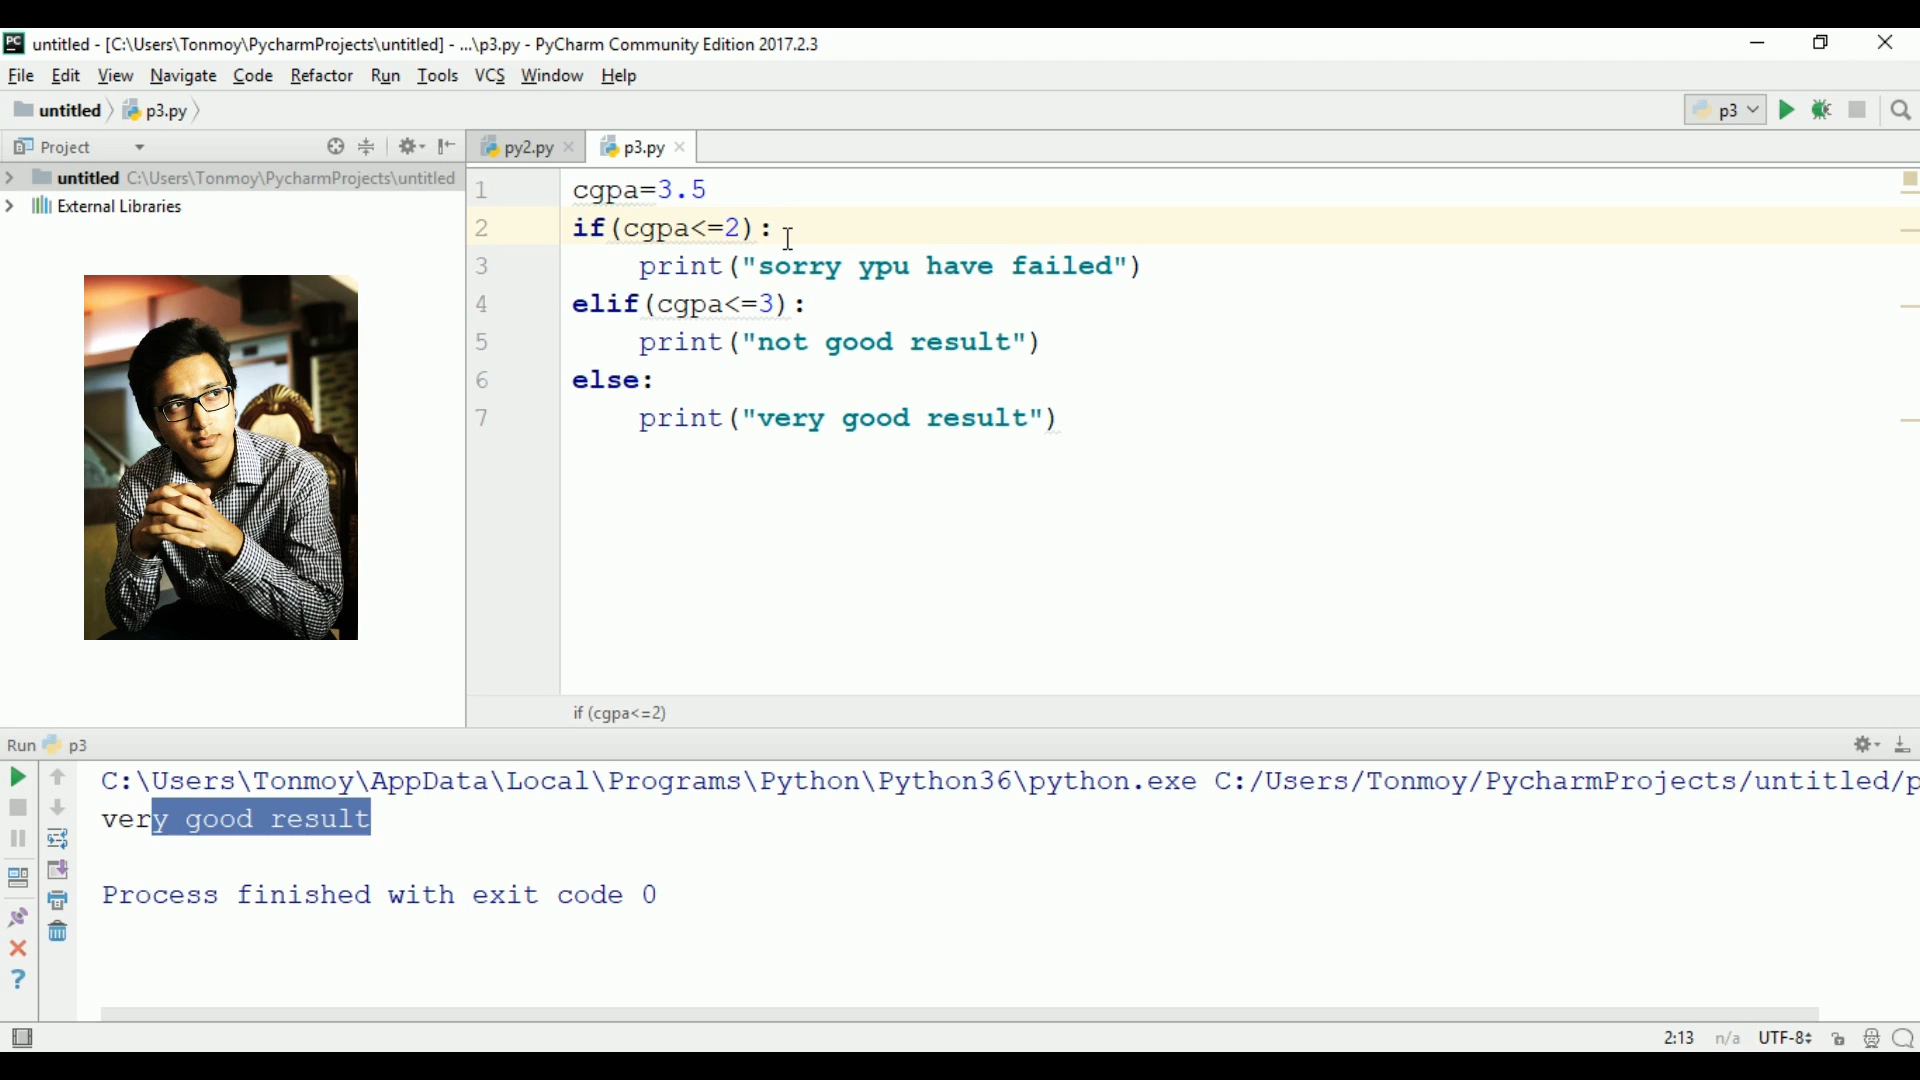 PC untitled - [C:\Users\Tonmoy\PycharmProjects\untitled] - ...\p3.py - PyCharm Community Edition 2017.2.3
File Edit View Navigate Code Refactor Run Tools VCS Window Help
untitled p3.py p3
Project py2.py p3.py
untitled C:\Users\Tonmoy\PycharmProjects\untitled
External Libraries
1 cgpa=3.5
2 if(cgpa<=2):
3 print("sorry ypu have failed")
4 elif(cgpa<=3):
5 print("not good result")
6 else:
7 print("very good result")
if (cgpa<=2)
Run p3
C:\Users\Tonmoy\AppData\Local\Programs\Python\Python36\python.exe C:/Users/Tonmoy/PycharmProjects/untitled/p
very good result
Process finished with exit code 0
2:13 n/a UTF-8